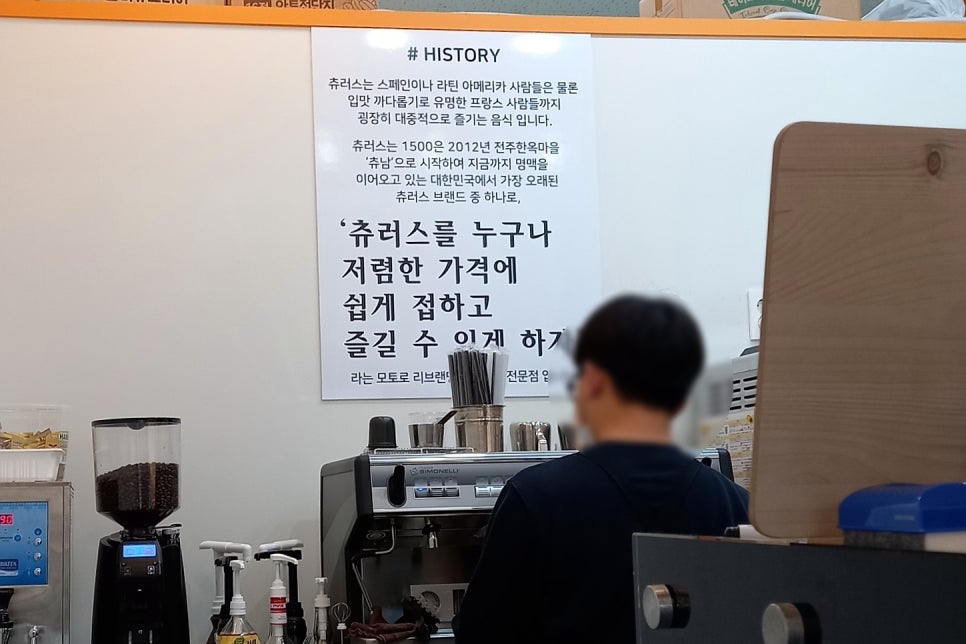 # HISTORY
츄러스는 스페인이나 라틴 아메리카 사람들은 물론
입맛 까다롭기로 유명한 프랑스 사람들까지
굉장히 대중적으로 즐기는 음식 입니다.
츄러스는 1500은 2012년 전주한옥마을
'츄남'으로 시작하여 지금까지 명맥을
이어오고 있는 대한민국에서 가장 오래된
츄러스 브랜드 중 하나로,
'츄러스를 누구나
저렴한 가격에
쉽게 접하고
즐길 수 있게 하자
라는 모토로 리브랜딩 전문점 입
SIMONELLI
90